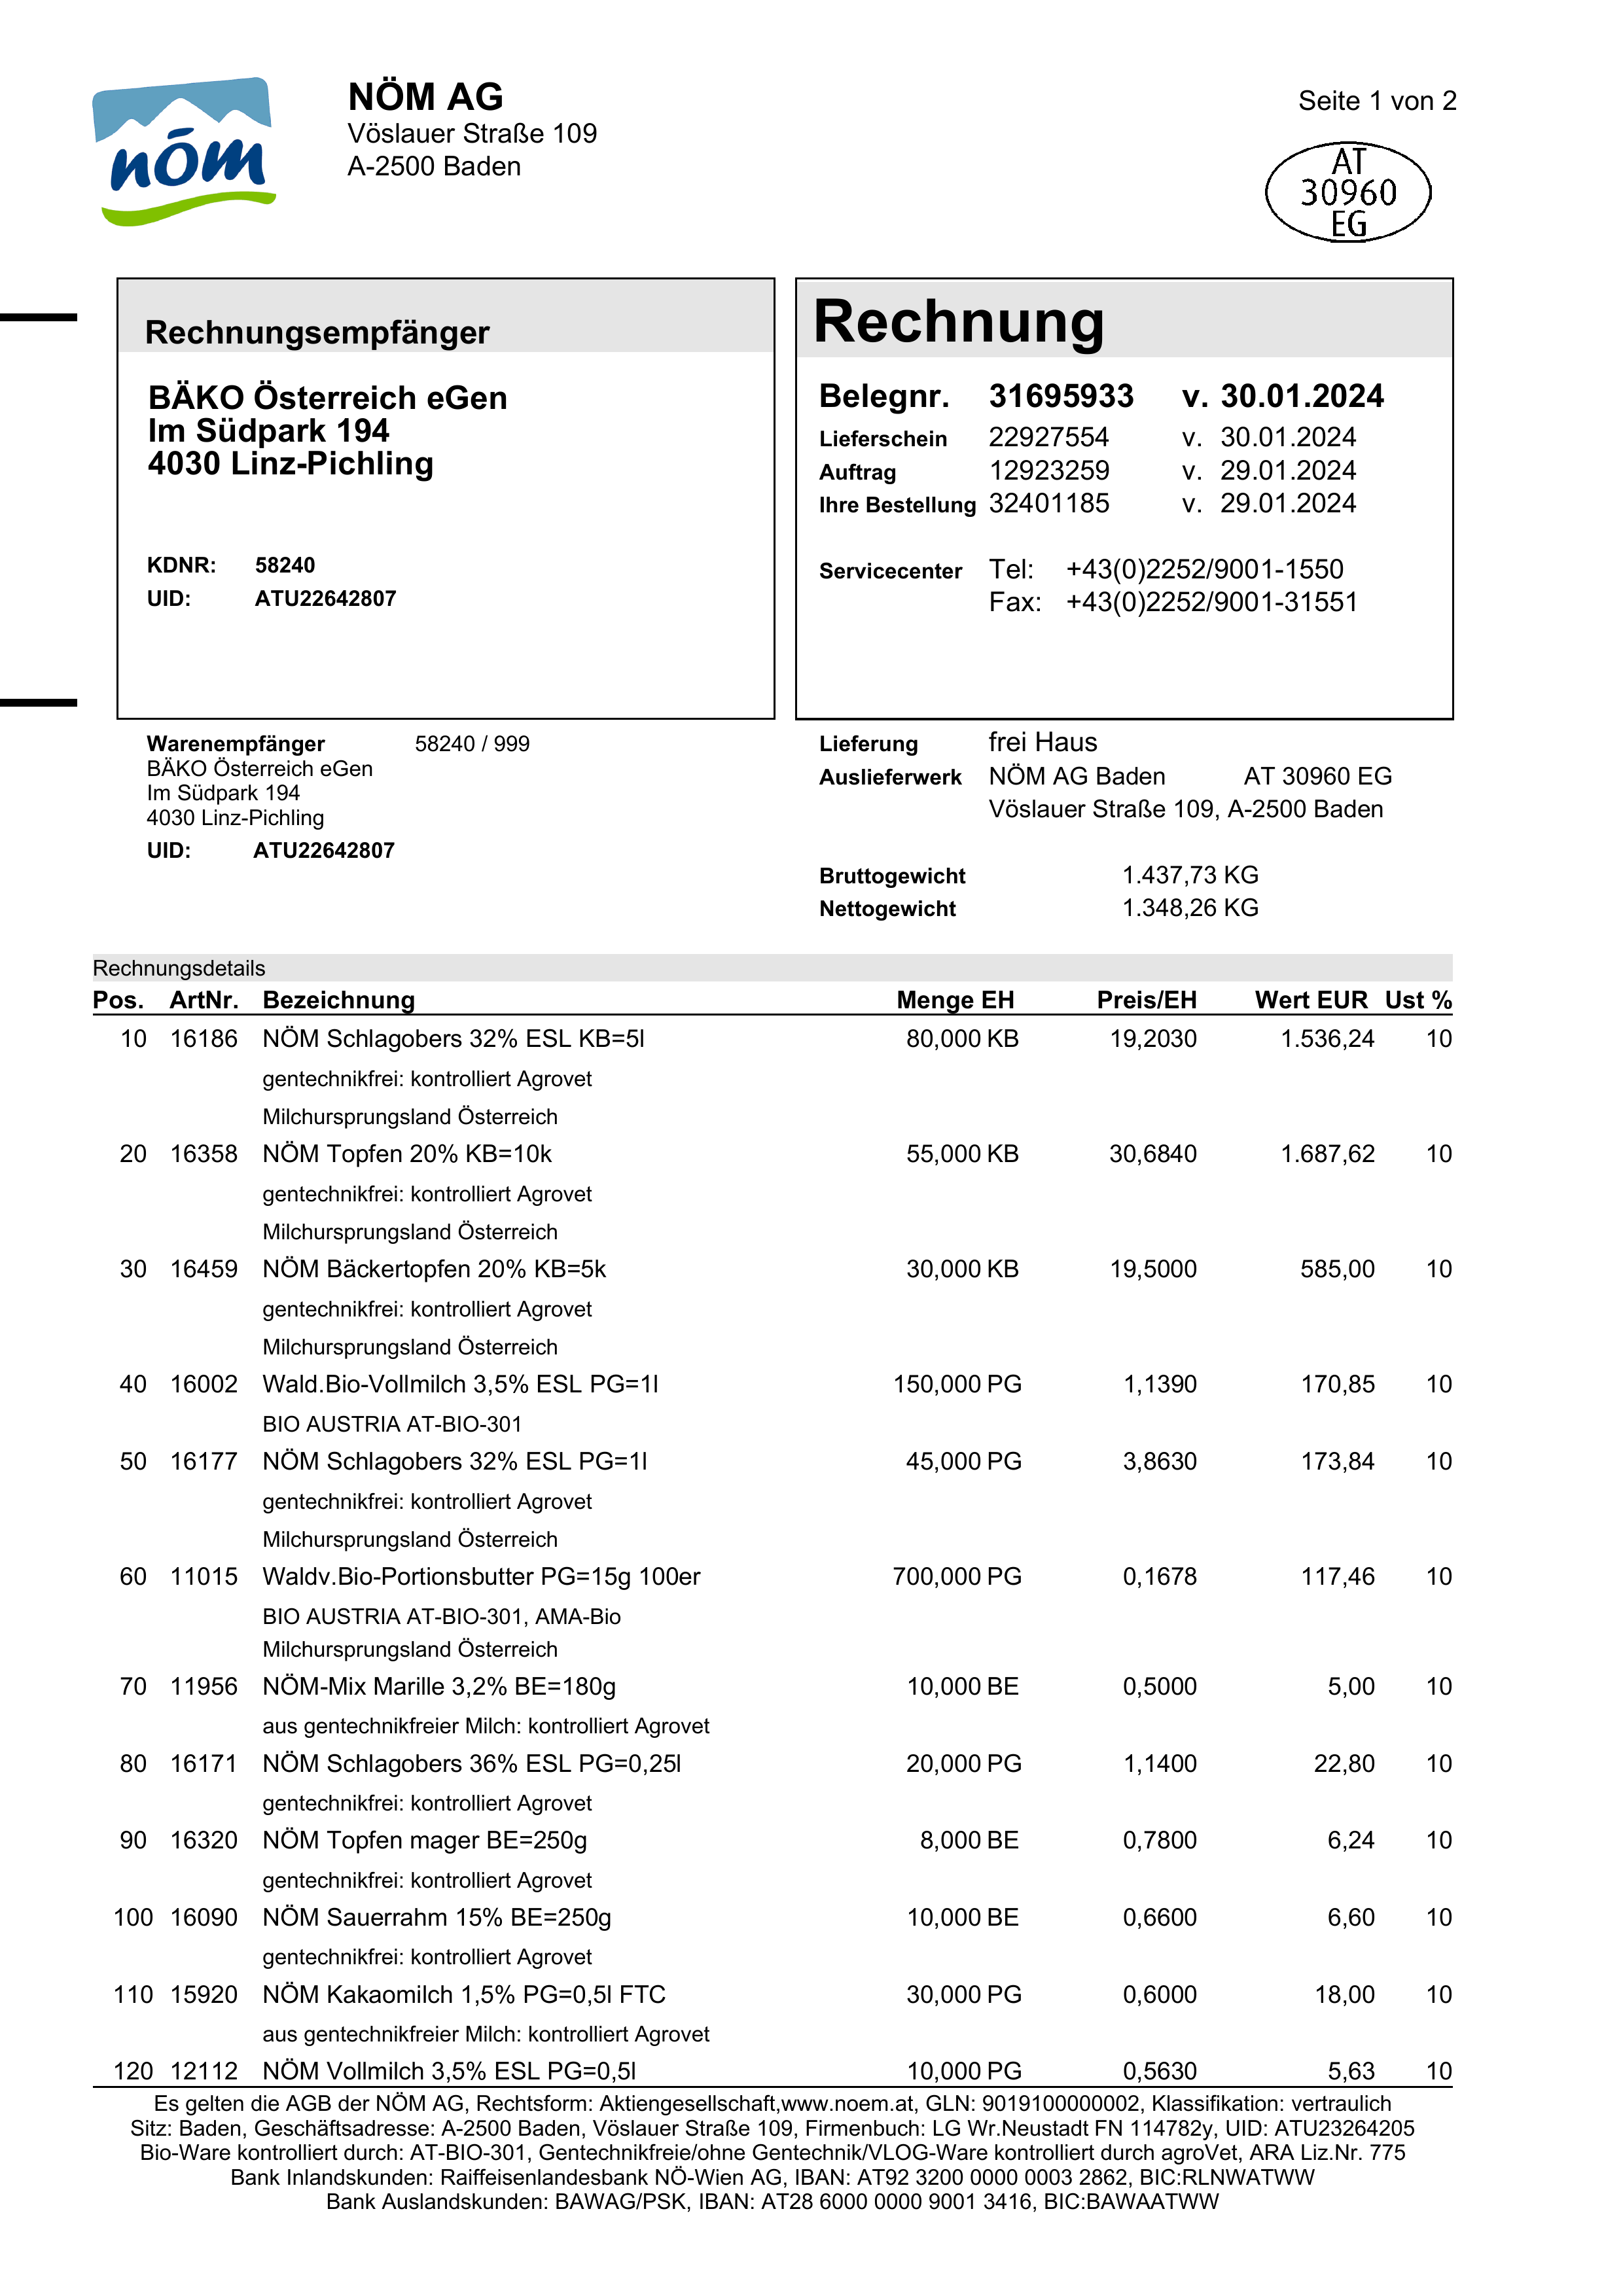 nöm
NÖM AG
Vöslauer Straße 109
A-2500 Baden
Seite 1 von 2
AT
30960
EG
Rechnungsempfänger
BÄKO Österreich eGen
Im Südpark 194
4030 Linz-Pichling
KDNR: 58240
UID: ATU22642807
Rechnung
Belegnr. 31695933 v. 30.01.2024
Lieferschein 22927554 v. 30.01.2024
Auftrag 12923259 v. 29.01.2024
Ihre Bestellung 32401185 v. 29.01.2024
Servicecenter Tel: +43(0)2252/9001-1550
Fax: +43(0)2252/9001-31551
Warenempfänger 58240 / 999
BÄKO Österreich eGen
Im Südpark 194
4030 Linz-Pichling
UID: ATU22642807
Lieferung frei Haus
Auslieferwerk NÖM AG Baden AT 30960 EG
Vöslauer Straße 109, A-2500 Baden
Bruttogewicht 1.437,73 KG
Nettogewicht 1.348,26 KG
Rechnungsdetails
Pos. ArtNr. Bezeichnung Menge EH Preis/EH Wert EUR Ust %
10 16186 NÖM Schlagobers 32% ESL KB=5l 80,000 KB 19,2030 1.536,24 10
gentechnikfrei: kontrolliert Agrovet
Milchursprungsland Österreich
20 16358 NÖM Topfen 20% KB=10k 55,000 KB 30,6840 1.687,62 10
gentechnikfrei: kontrolliert Agrovet
Milchursprungsland Österreich
30 16459 NÖM Bäckertopfen 20% KB=5k 30,000 KB 19,5000 585,00 10
gentechnikfrei: kontrolliert Agrovet
Milchursprungsland Österreich
40 16002 Wald.Bio-Vollmilch 3,5% ESL PG=1l 150,000 PG 1,1390 170,85 10
BIO AUSTRIA AT-BIO-301
50 16177 NÖM Schlagobers 32% ESL PG=1l 45,000 PG 3,8630 173,84 10
gentechnikfrei: kontrolliert Agrovet
Milchursprungsland Österreich
60 11015 Waldv.Bio-Portionsbutter PG=15g 100er 700,000 PG 0,1678 117,46 10
BIO AUSTRIA AT-BIO-301, AMA-Bio
Milchursprungsland Österreich
70 11956 NÖM-Mix Marille 3,2% BE=180g 10,000 BE 0,5000 5,00 10
aus gentechnikfreier Milch: kontrolliert Agrovet
80 16171 NÖM Schlagobers 36% ESL PG=0,25l 20,000 PG 1,1400 22,80 10
gentechnikfrei: kontrolliert Agrovet
90 16320 NÖM Topfen mager BE=250g 8,000 BE 0,7800 6,24 10
gentechnikfrei: kontrolliert Agrovet
100 16090 NÖM Sauerrahm 15% BE=250g 10,000 BE 0,6600 6,60 10
gentechnikfrei: kontrolliert Agrovet
110 15920 NÖM Kakaomilch 1,5% PG=0,5l FTC 30,000 PG 0,6000 18,00 10
aus gentechnikfreier Milch: kontrolliert Agrovet
120 12112 NÖM Vollmilch 3,5% ESL PG=0,5l 10,000 PG 0,5630 5,63 10
Es gelten die AGB der NÖM AG, Rechtsform: Aktiengesellschaft,www.noem.at, GLN: 9019100000002, Klassifikation: vertraulich
Sitz: Baden, Geschäftsadresse: A-2500 Baden, Vöslauer Straße 109, Firmenbuch: LG Wr.Neustadt FN 114782y, UID: ATU23264205
Bio-Ware kontrolliert durch: AT-BIO-301, Gentechnikfreie/ohne Gentechnik/VLOG-Ware kontrolliert durch agroVet, ARA Liz.Nr. 775
Bank Inlandskunden: Raiffeisenlandesbank NÖ-Wien AG, IBAN: AT92 3200 0000 0003 2862, BIC:RLNWATWW
Bank Auslandskunden: BAWAG/PSK, IBAN: AT28 6000 0000 9001 3416, BIC:BAWAATWW